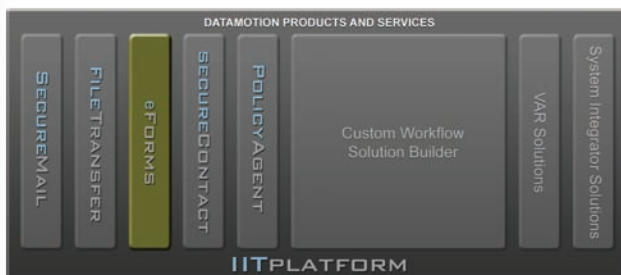 DATAMOTION PRODUCTS AND SERVICES
SECUREMAIL
FILETRANSFER
eFORMS
SECURECONTACT
POLICYAGENT
Custom Workflow
Solution Builder
VAR Solutions
System Integrator Solutions
IITPLATFORM